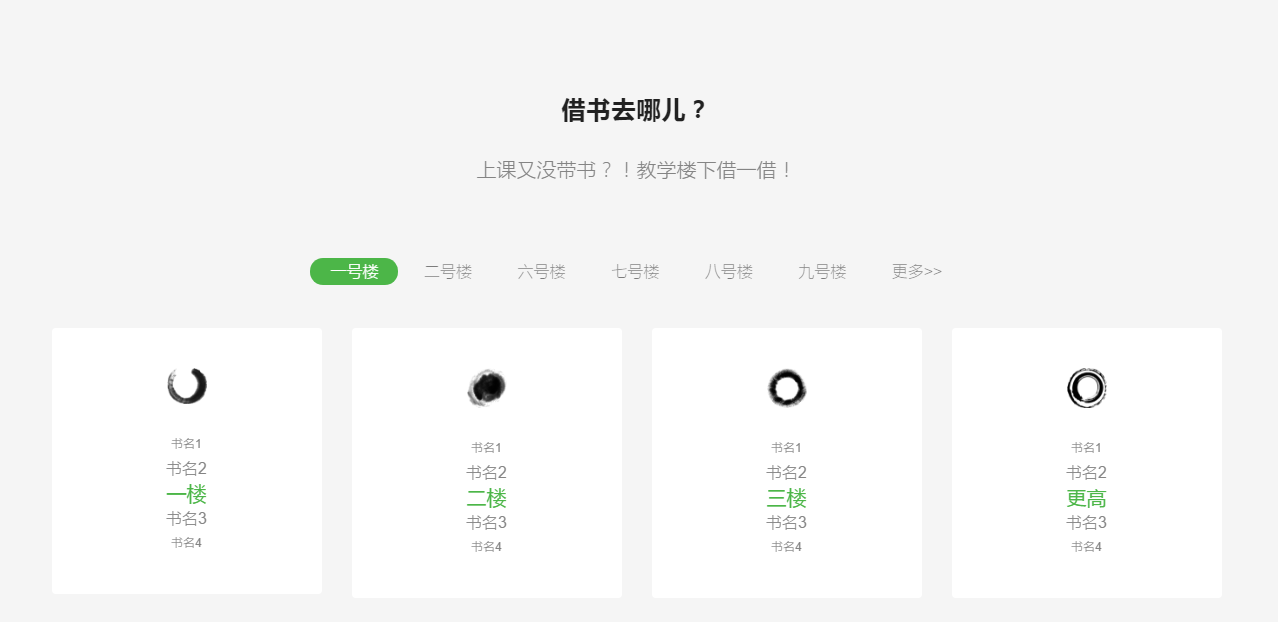 借书去哪儿？
上课又没带书？！教学楼下借一借！
一号楼 二号楼 六号楼 七号楼 八号楼 九号楼 更多>>
书名1
书名2
一楼
书名3
书名4
书名1
书名2
二楼
书名3
书名4
书名1
书名2
三楼
书名3
书名4
书名1
书名2
更高
书名3
书名4